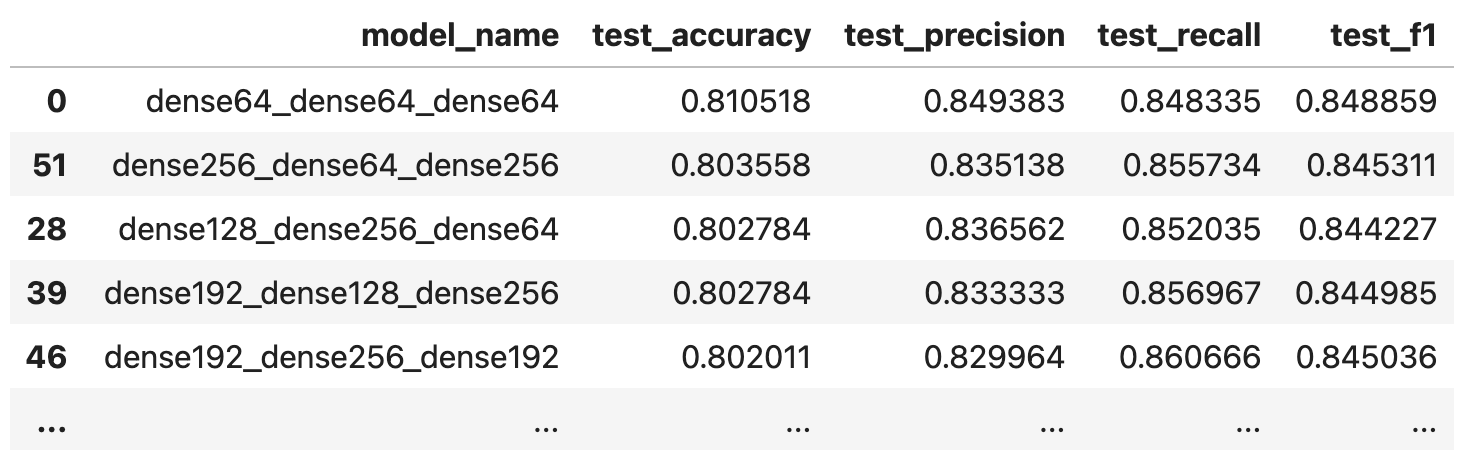 model_name test_accuracy test_precision test_recall test_f1
0 dense64_dense64_dense64 0.810518 0.849383 0.848335 0.848859
51 dense256_dense64_dense256 0.803558 0.835138 0.855734 0.845311
28 dense128_dense256_dense64 0.802784 0.836562 0.852035 0.844227
39 dense192_dense128_dense256 0.802784 0.833333 0.856967 0.844985
46 dense192_dense256_dense192 0.802011 0.829964 0.860666 0.845036
... ... ... ... ... ...